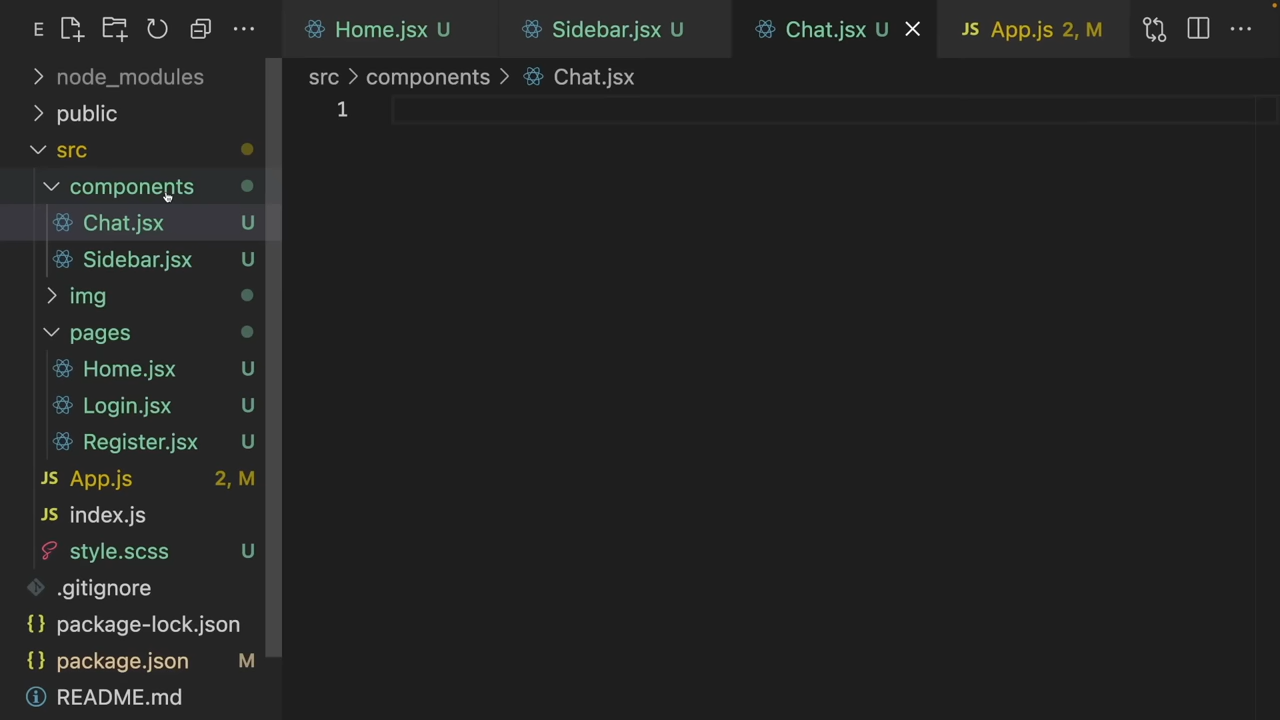 E
Home.jsx U
Sidebar.jsx U
Chat.jsx U
JS App.js 2, M
src > components > Chat.jsx
1
node_modules
public
src
components
Chat.jsx U
Sidebar.jsx U
img
pages
Home.jsx U
Login.jsx U
Register.jsx U
JS App.js 2, M
JS index.js
style.scss U
.gitignore
{} package-lock.json
{} package.json M
README.md